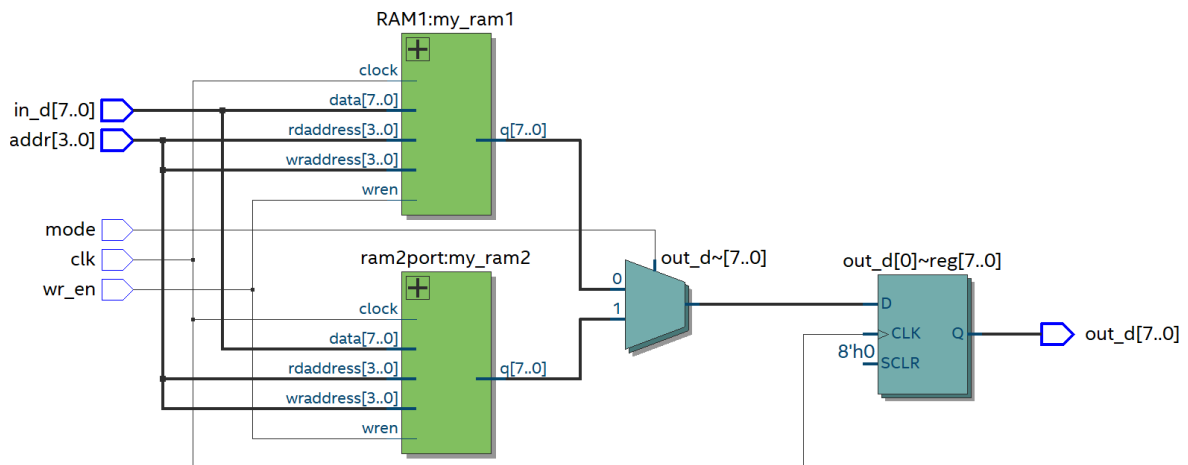 RAM1:my_ram1
clock
in_d[7..0]
data[7..0]
addr[3..0]
rdaddress[3..0]
q[7..0]
wraddress[3..0]
wren
mode
clk
wr_en
ram2port:my_ram2
clock
data[7..0]
rdaddress[3..0]
q[7..0]
wraddress[3..0]
wren
out_d~[7..0]
0
1
out_d[0]~reg[7..0]
D
CLK
Q
8'h0
SCLR
out_d[7..0]